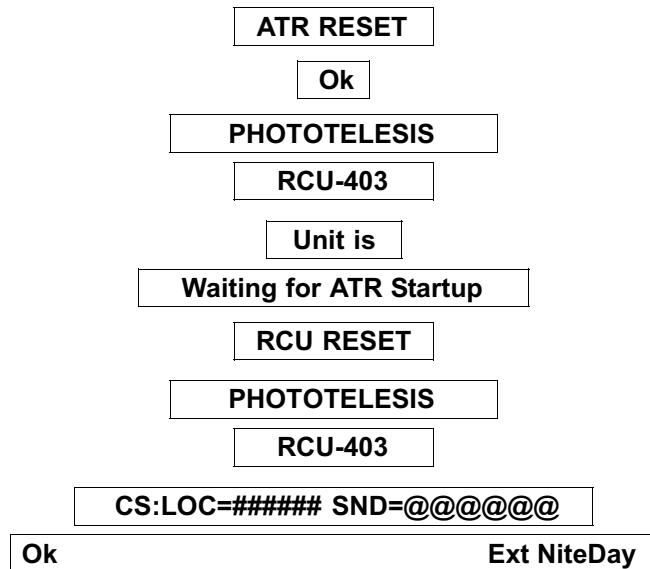 ATR RESET
Ok
PHOTOTELESIS
RCU-403
Unit is
Waiting for ATR Startup
RCU RESET
PHOTOTELESIS
RCU-403
CS:LOC=###### SND=@@@@@@
Ok Ext NiteDay